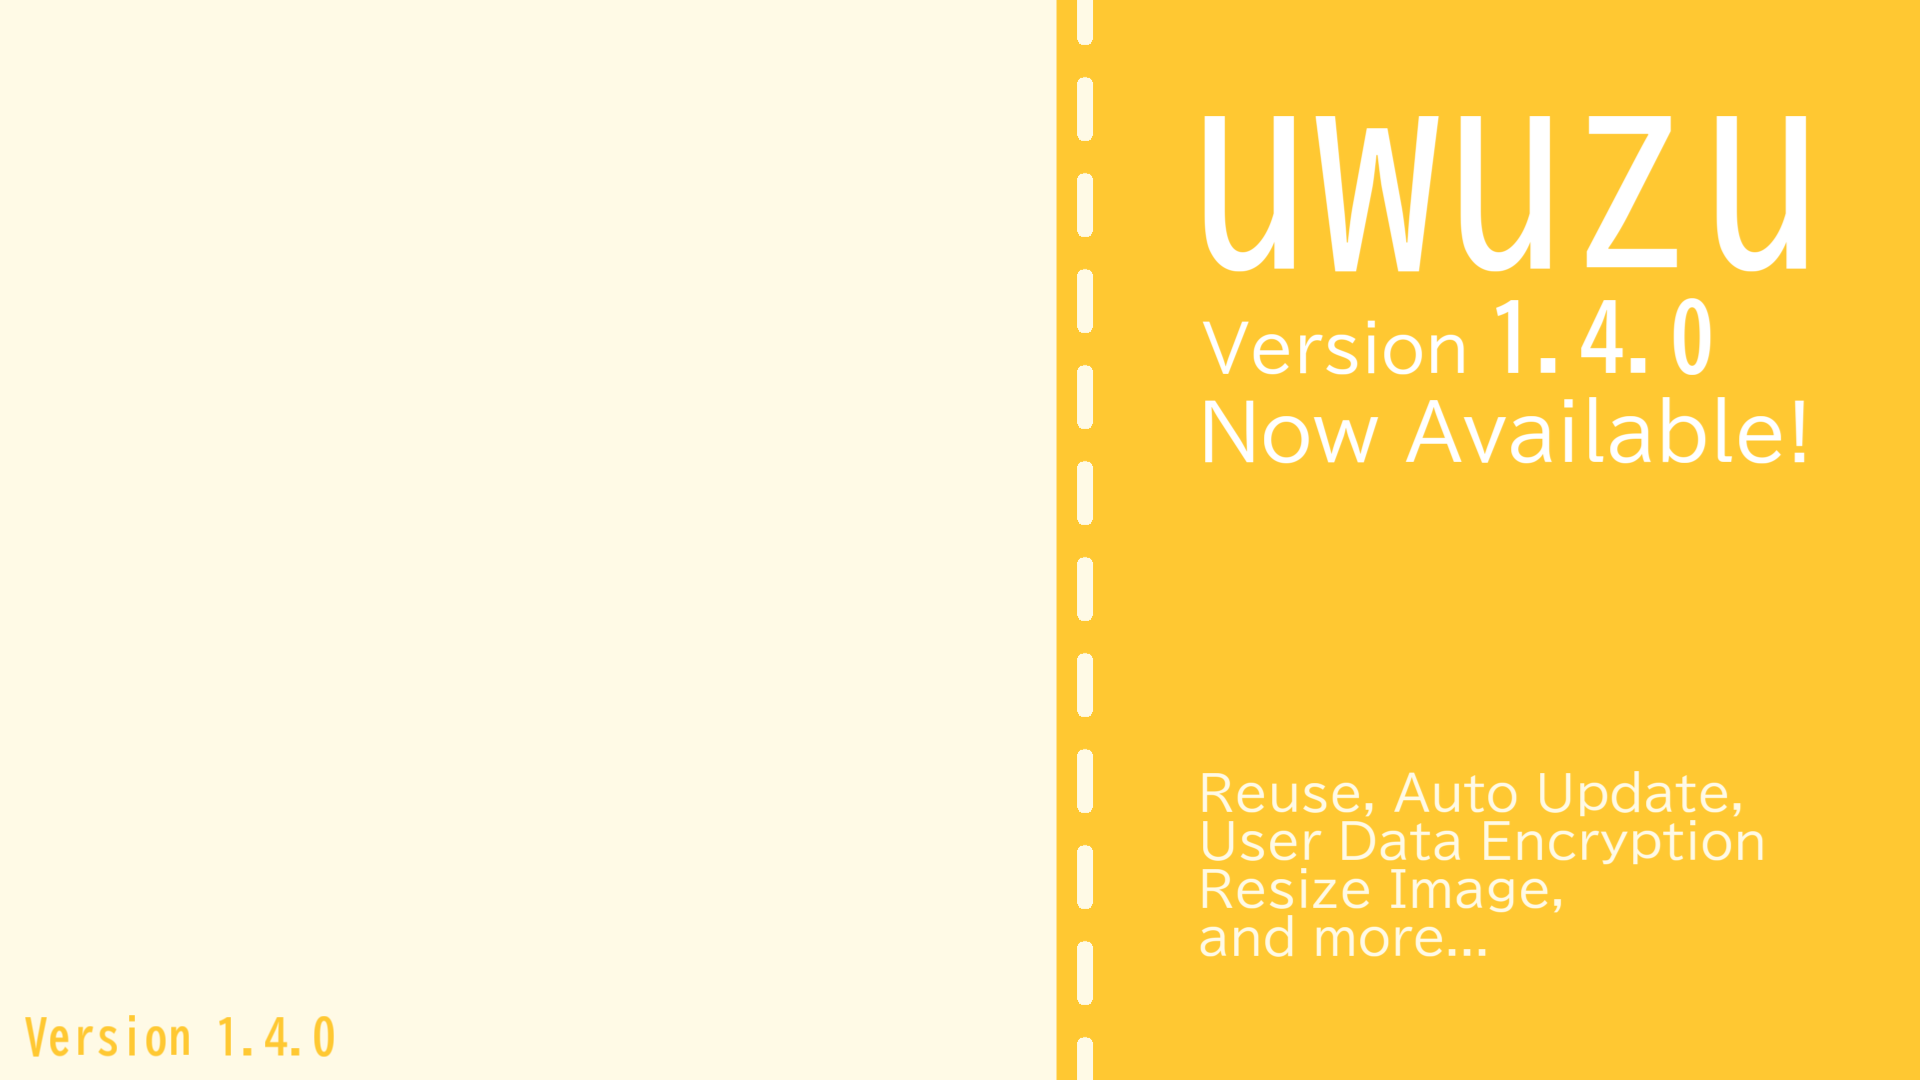 uwuzu
Version 1.4.0
Now Available!
Reuse, Auto Update,
User Data Encryption
Resize Image,
and more...
Version 1.4.0